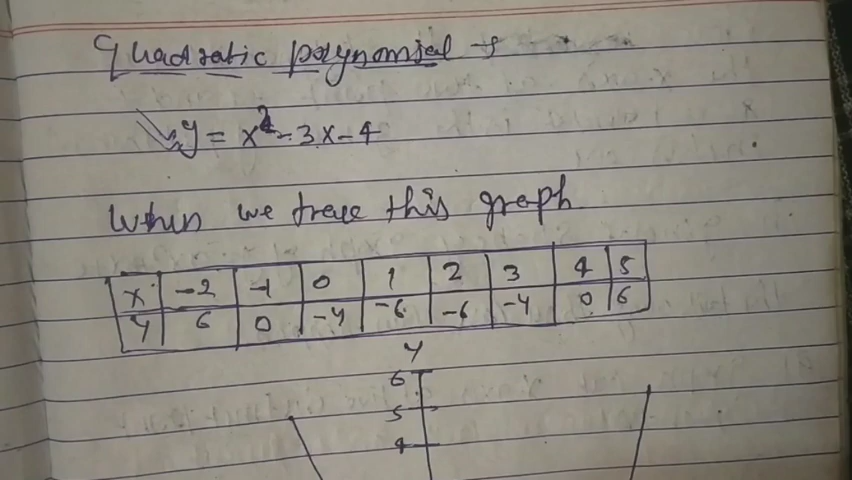 Quadratic polynomial →
y = x² - 3x - 4
When we trace this graph
x -2 -1 0 1 2 3 4 5
y 6 0 -4 -6 -6 -4 0 6
y
6
5
4